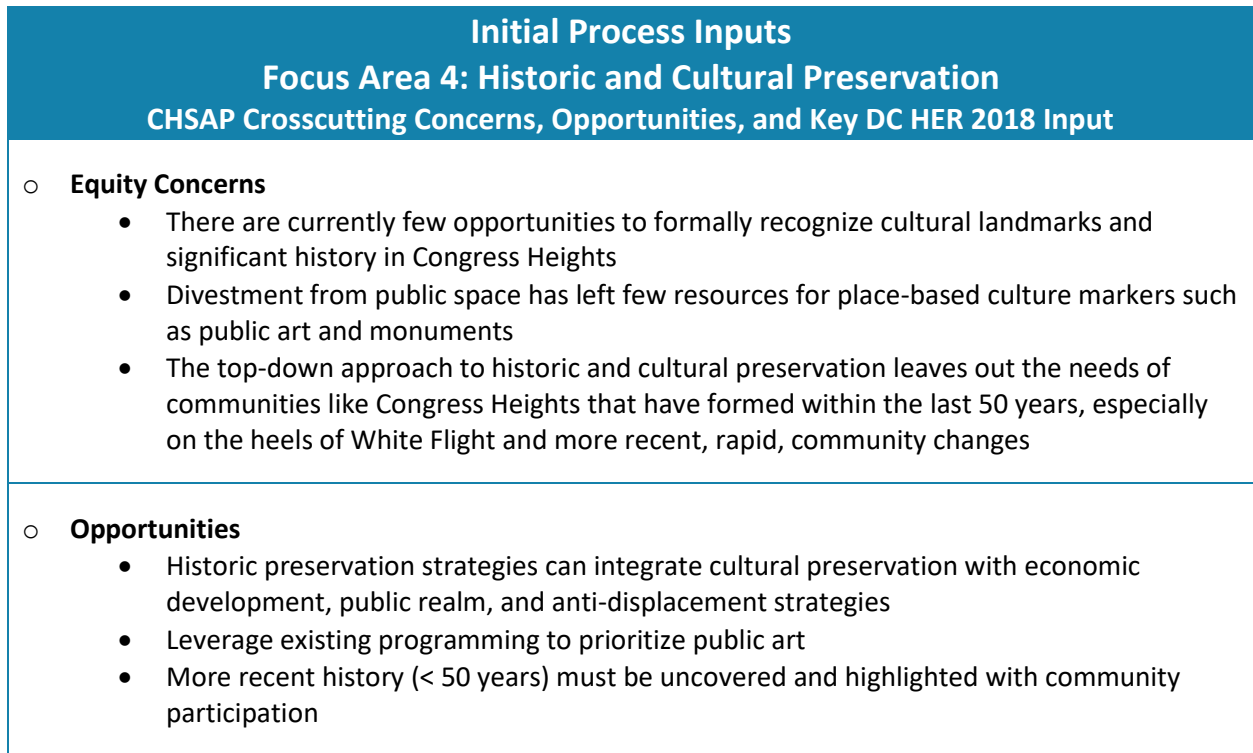 Initial Process Inputs
Focus Area 4: Historic and Cultural Preservation
CHSAP Crosscutting Concerns, Opportunities, and Key DC HER 2018 Input
o Equity Concerns
• There are currently few opportunities to formally recognize cultural landmarks and
significant history in Congress Heights
• Divestment from public space has left few resources for place-based culture markers such
as public art and monuments
• The top-down approach to historic and cultural preservation leaves out the needs of
communities like Congress Heights that have formed within the last 50 years, especially
on the heels of White Flight and more recent, rapid, community changes
o Opportunities
• Historic preservation strategies can integrate cultural preservation with economic
development, public realm, and anti-displacement strategies
• Leverage existing programming to prioritize public art
• More recent history (< 50 years) must be uncovered and highlighted with community
participation